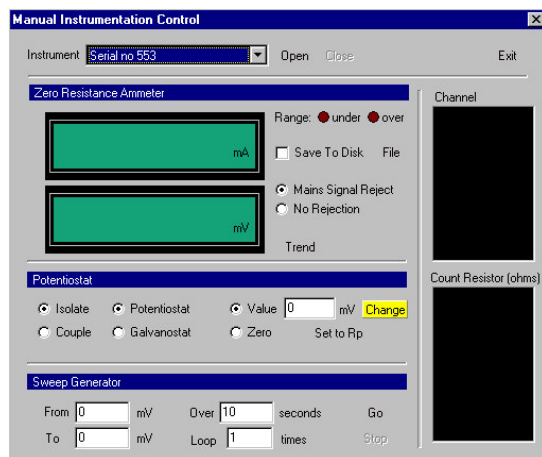 Manual Instrumentation Control
Instrument Serial no 553 Open Close Exit
Zero Resistance Ammeter
Range: under over
mA
Save To Disk File
Mains Signal Reject
No Rejection
mV
Trend
Channel
Potentiostat
Isolate Potentiostat Value 0 mV Change
Couple Galvanostat Zero Set to Rp
Count Resistor (ohms)
Sweep Generator
From 0 mV Over 10 seconds Go
To 0 mV Loop 1 times Stop